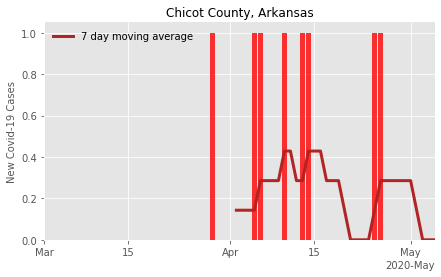 Chicot County, Arkansas
7 day moving average
New Covid-19 Cases
1.0
0.8
0.6
0.4
0.2
0.0
Mar 15 Apr 15 May
2020-May